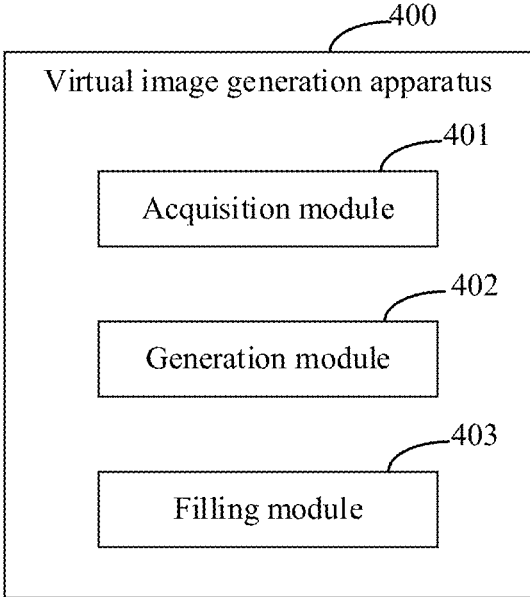 400
Virtual image generation apparatus
401
Acquisition module
402
Generation module
403
Filling module